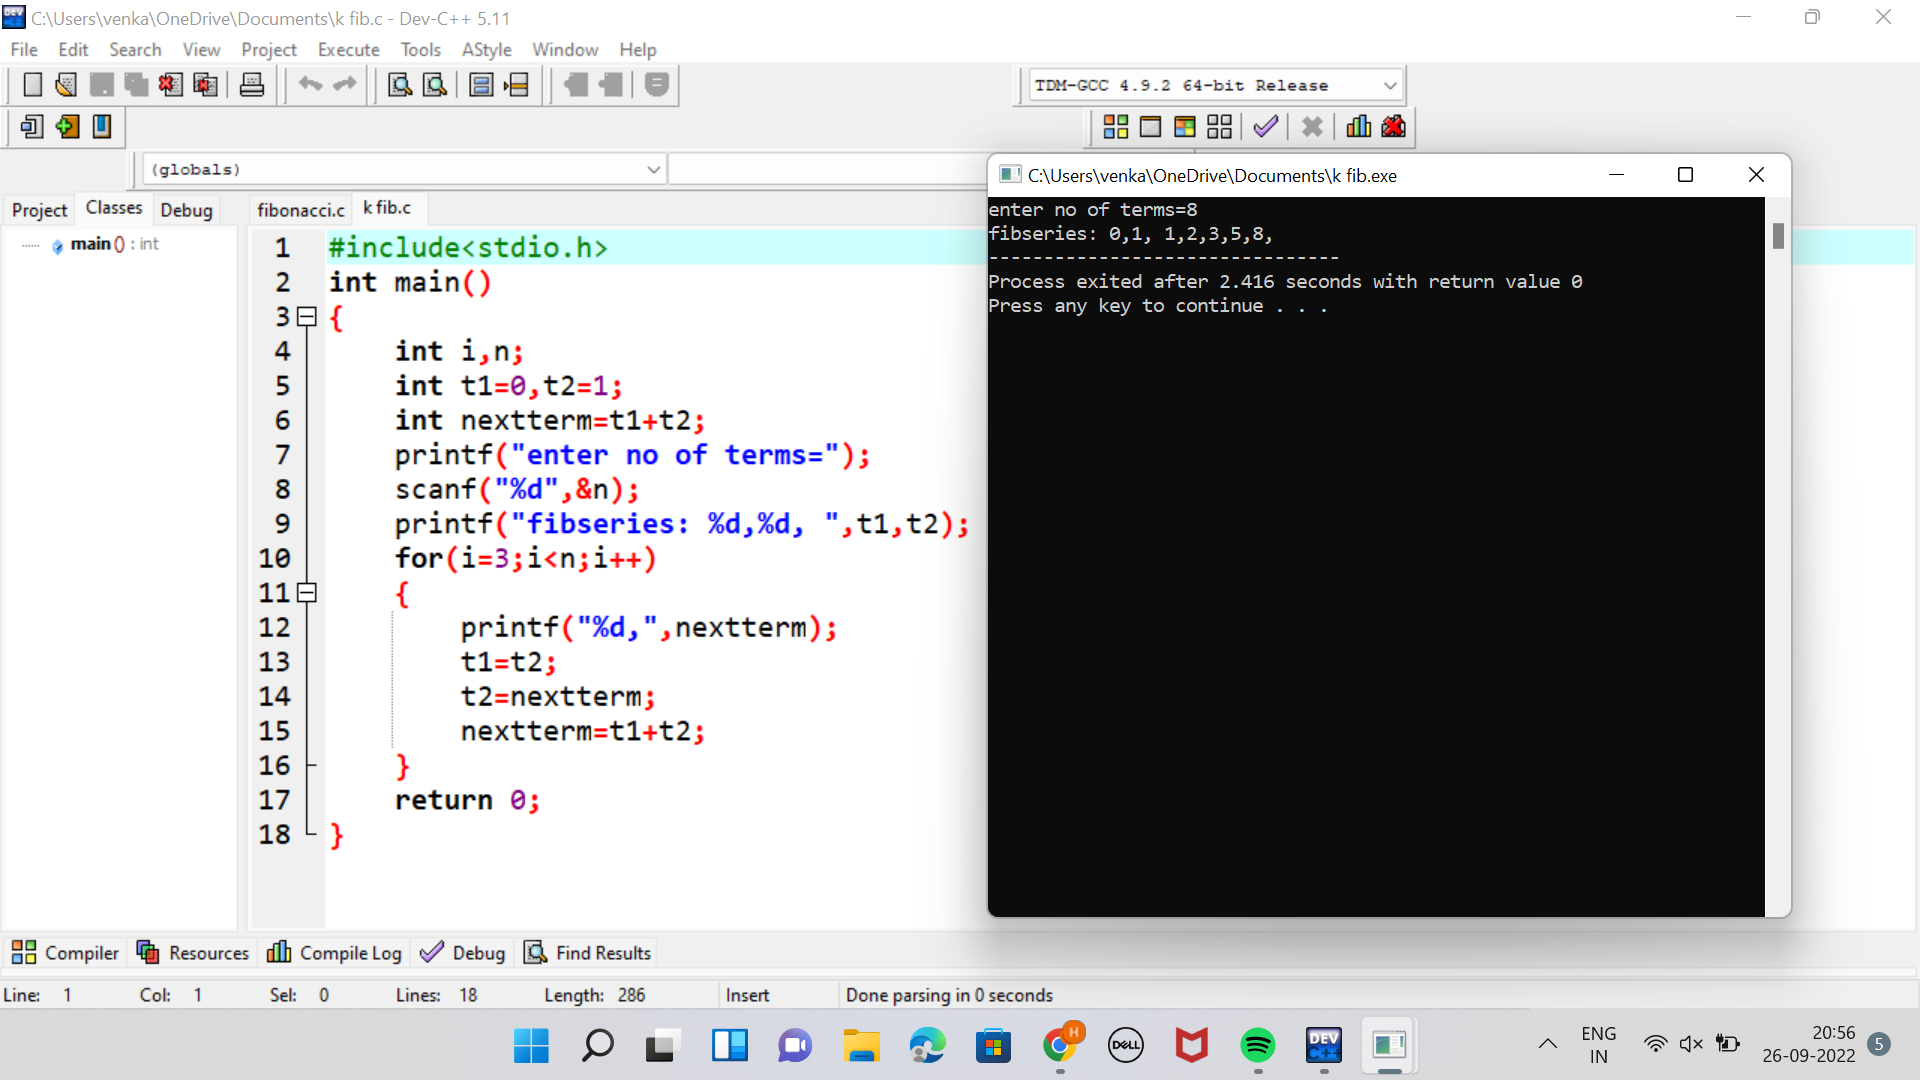 C:\Users\venka\OneDrive\Documents\k fib.c - Dev-C++ 5.11
File Edit Search View Project Execute Tools AStyle Window Help
TDM-GCC 4.9.2 64-bit Release
(globals)
Project Classes Debug
fibonacci.c k fib.c
main () : int
1 #include<stdio.h>
2 int main()
3 {
4 int i,n;
5 int t1=0,t2=1;
6 int nextterm=t1+t2;
7 printf("enter no of terms=");
8 scanf("%d",&n);
9 printf("fibseries: %d,%d, ",t1,t2);
10 for(i=3;i<n;i++)
11 {
12 printf("%d,",nextterm);
13 t1=t2;
14 t2=nextterm;
15 nextterm=t1+t2;
16 }
17 return 0;
18 }
C:\Users\venka\OneDrive\Documents\k fib.exe
enter no of terms=8
fibseries: 0,1, 1,2,3,5,8,
--------------------------------
Process exited after 2.416 seconds with return value 0
Press any key to continue . . .
Compiler Resources Compile Log Debug Find Results
Line: 1 Col: 1 Sel: 0 Lines: 18 Length: 286 Insert Done parsing in 0 seconds
H
DELL
DEV
C++
ENG
IN
20:56
26-09-2022
5